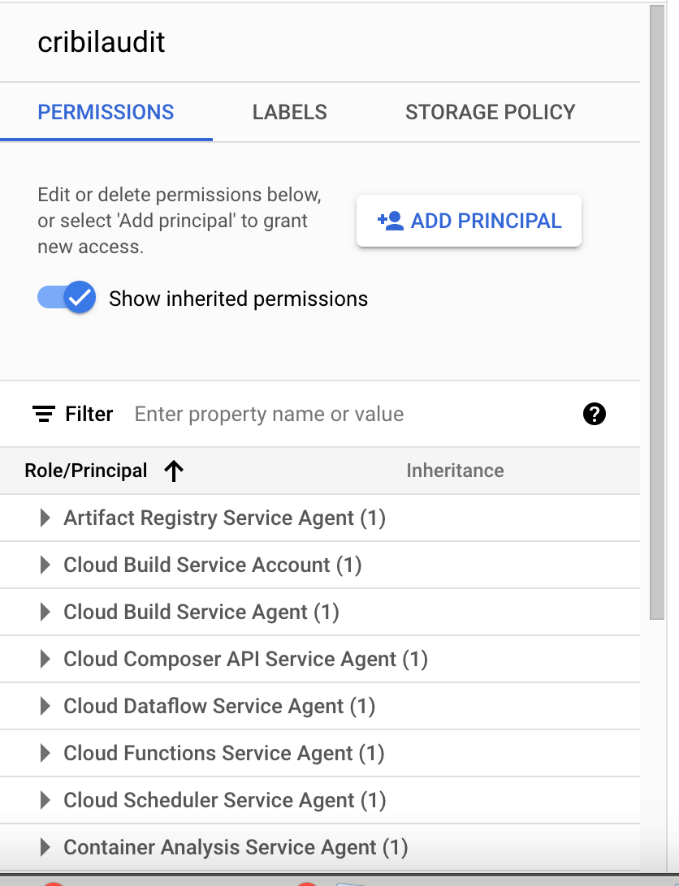 cribilaudit
PERMISSIONS LABELS STORAGE POLICY
Edit or delete permissions below,
or select 'Add principal' to grant
new access.
ADD PRINCIPAL
Show inherited permissions
Filter Enter property name or value
Role/Principal Inheritance
Artifact Registry Service Agent (1)
Cloud Build Service Account (1)
Cloud Build Service Agent (1)
Cloud Composer API Service Agent (1)
Cloud Dataflow Service Agent (1)
Cloud Functions Service Agent (1)
Cloud Scheduler Service Agent (1)
Container Analysis Service Agent (1)